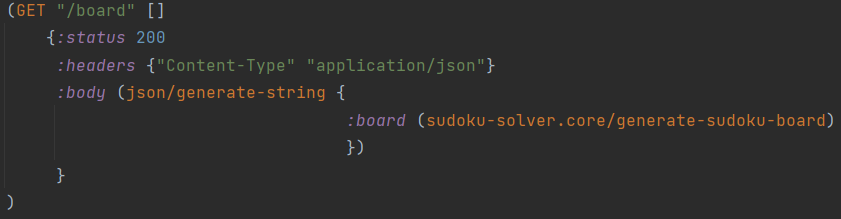 (GET "/board" []
{:status 200
:headers {"Content-Type" "application/json"}
:body (json/generate-string {
:board (sudoku-solver.core/generate-sudoku-board)
})
}
)